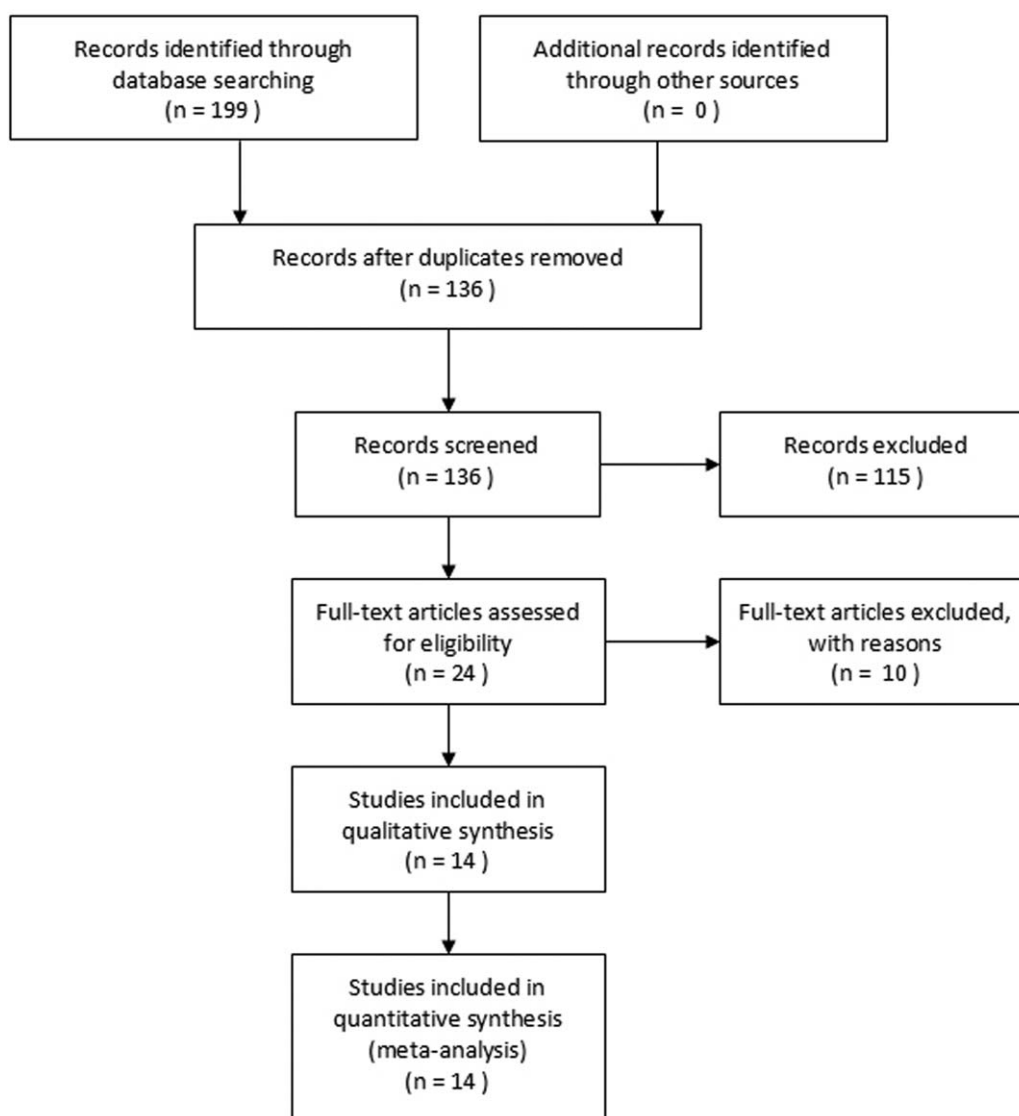 Records identified through
database searching
(n = 199 )
Additional records identified
through other sources
(n =  0 )
Records after duplicates removed
(n = 136 )
Records screened
(n = 136 )
Records excluded
(n = 115 )
Full-text articles assessed
for eligibility
(n = 24 )
Full-text articles excluded,
with reasons
(n =  10 )
Studies included in
qualitative synthesis
(n = 14 )
Studies included in
quantitative synthesis
(meta-analysis)
(n = 14 )